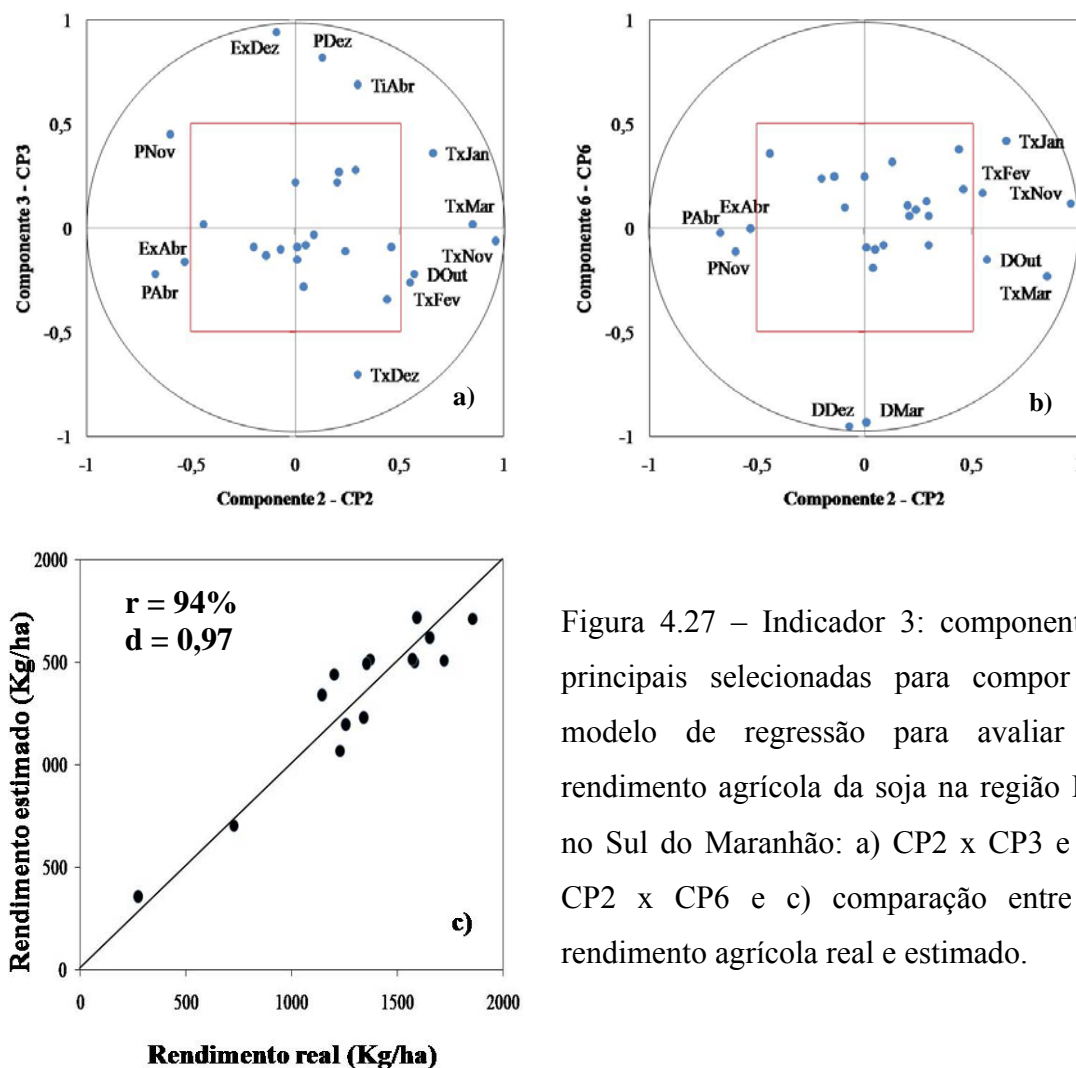 1
ExDez
PDez
TiAbr
0,5
PNov
TxJan
Componente 3 - CP3
TxMar
0
ExAbr
TxNov
DOut
PAbr
TxFev
-0,5
TxDez
a)
-1
-1 -0,5 0 0,5 1
Componente 2 - CP2
1
0,5
TxJan
TxFev
Componente 6 - CP6
ExAbr
TxNov
PAbr
0
PNov
DOut
TxMar
-0,5
DDez DMar
b)
-1
-1 -0,5 0 0,5 1
Componente 2 - CP2
2000
r = 94%
d = 0,97
500
Rendimento estimado (Kg/ha)
000
500
c)
0
0 500 1000 1500 2000
Rendimento real (Kg/ha)
Figura 4.27 – Indicador 3: component
principais selecionadas para compor
modelo de regressão para avaliar
rendimento agrícola da soja na região
no Sul do Maranhão: a) CP2 x CP3 e
CP2 x CP6 e c) comparação entre
rendimento agrícola real e estimado.